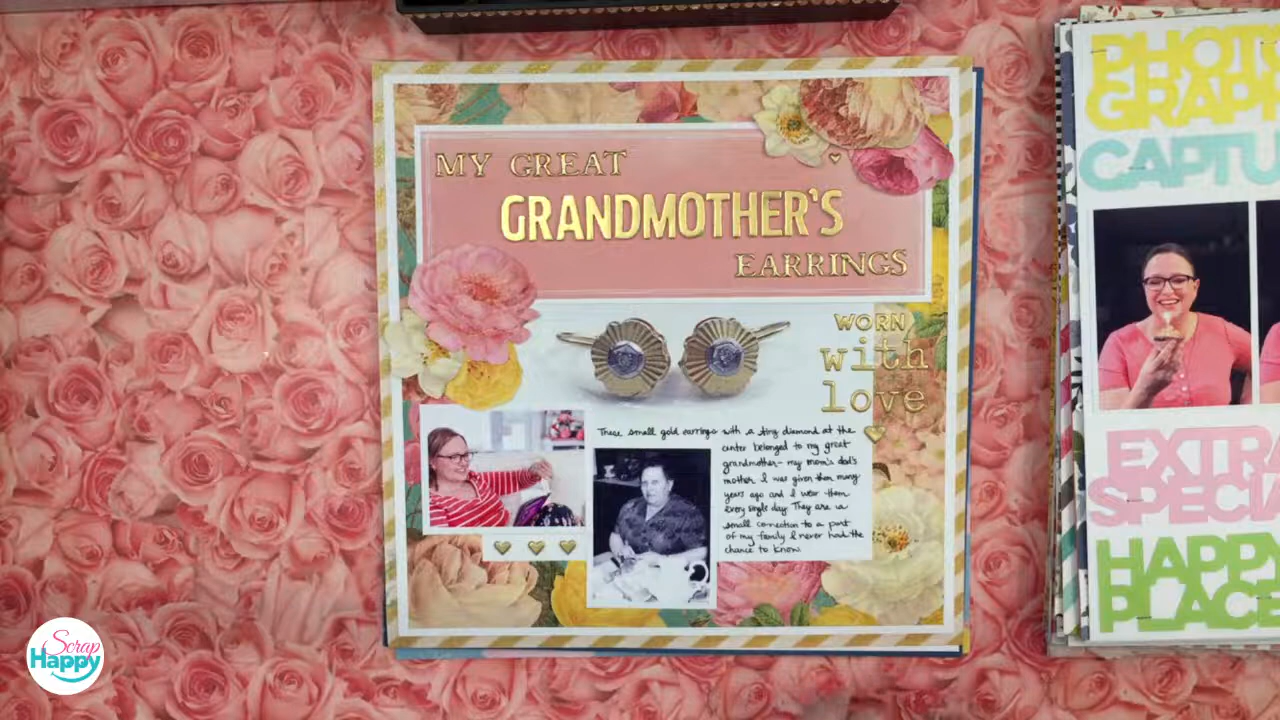 MY GREAT
GRANDMOTHER'S
EARRINGS
WORN
with
love
These small gold earrings with a tiny diamond at the
center belonged to my great
grandmother- my mom's dad's
mother. I was given them many
years ago and I wear them
every single day. They are a
small connection to a part
of my family I never had the
chance to know.
PHOTO
GRAPH
CAPTU
EXTRA
SPECIA
HAPPY
PLACE
Scrap
Happy